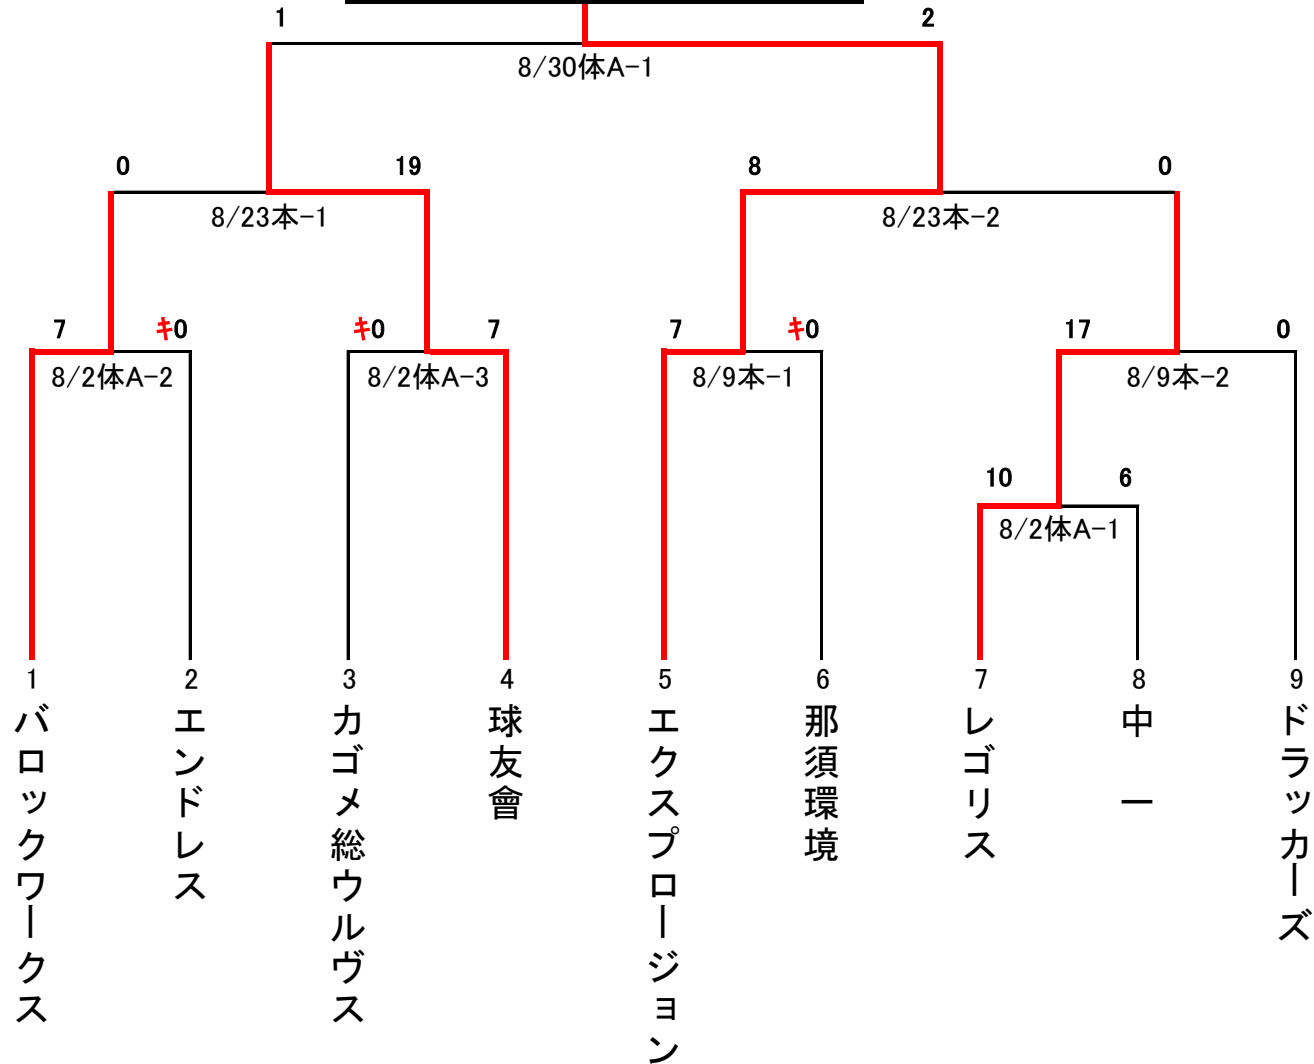 1 2
8/30体A-1
0 19 8 0
8/23本-1 8/23本-2
7 キ0 キ0 7 7 キ0 17 0
8/2体A-2 8/2体A-3 8/9本-1 8/9本-2
10 6
8/2体A-1
1 2 3 4 5 6 7 8 9
バロックワークス
エンドレス
カゴメ総ウルヴス
球友會
エクスプロージョン
那須環境
レゴリス
中一
ドラッカーズ